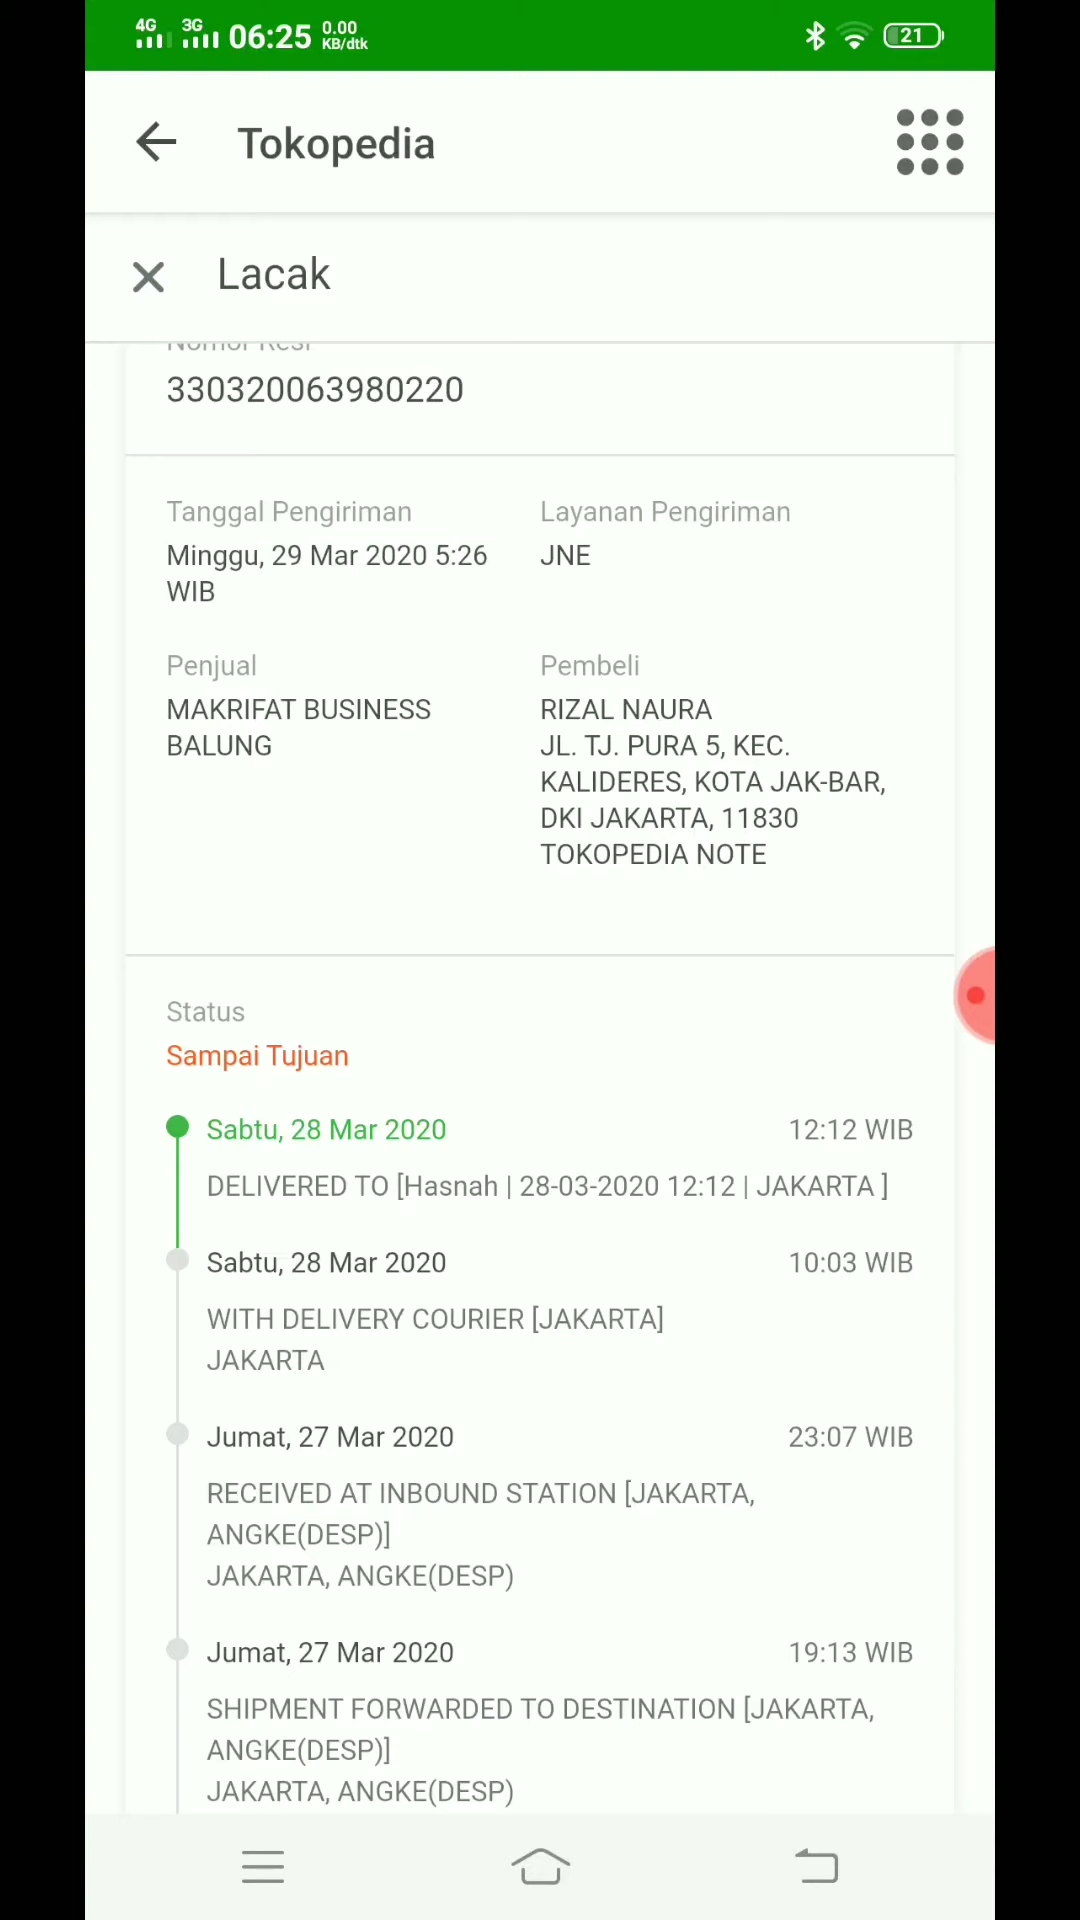 4G 3G 06:25 0.00 KB/dtk 21
Tokopedia
Lacak
Nomor Resi
330320063980220
Tanggal Pengiriman
Minggu, 29 Mar 2020 5:26
WIB
Layanan Pengiriman
JNE
Penjual
MAKRIFAT BUSINESS
BALUNG
Pembeli
RIZAL NAURA
JL. TJ. PURA 5, KEC.
KALIDERES, KOTA JAK-BAR,
DKI JAKARTA, 11830
TOKOPEDIA NOTE
Status
Sampai Tujuan
Sabtu, 28 Mar 2020 12:12 WIB
DELIVERED TO [Hasnah | 28-03-2020 12:12 | JAKARTA ]
Sabtu, 28 Mar 2020 10:03 WIB
WITH DELIVERY COURIER [JAKARTA]
JAKARTA
Jumat, 27 Mar 2020 23:07 WIB
RECEIVED AT INBOUND STATION [JAKARTA,
ANGKE(DESP)]
JAKARTA, ANGKE(DESP)
Jumat, 27 Mar 2020 19:13 WIB
SHIPMENT FORWARDED TO DESTINATION [JAKARTA,
ANGKE(DESP)]
JAKARTA, ANGKE(DESP)